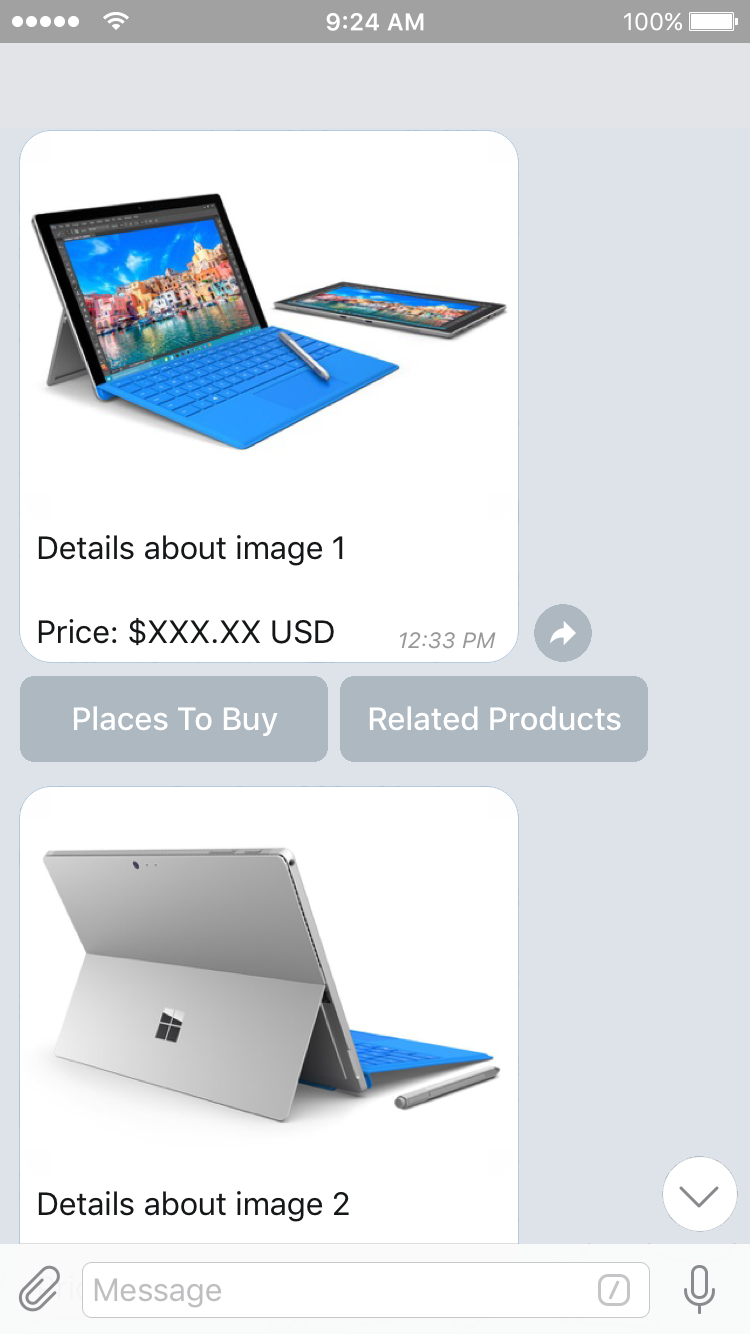 9:24 AM 100%
Details about image 1
Price: $XXX.XX USD
12:33 PM
Places To Buy
Related Products
Details about image 2
Message
/